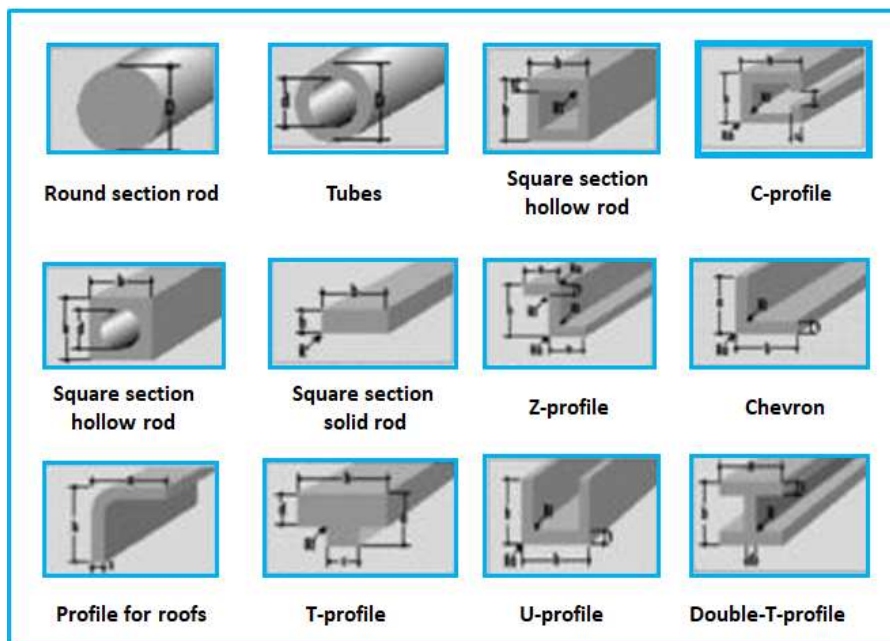 Round section rod
Tubes
Square section
hollow rod
C-profile
Square section
hollow rod
Square section
solid rod
Z-profile
Chevron
Profile for roofs
T-profile
U-profile
Double-T-profile